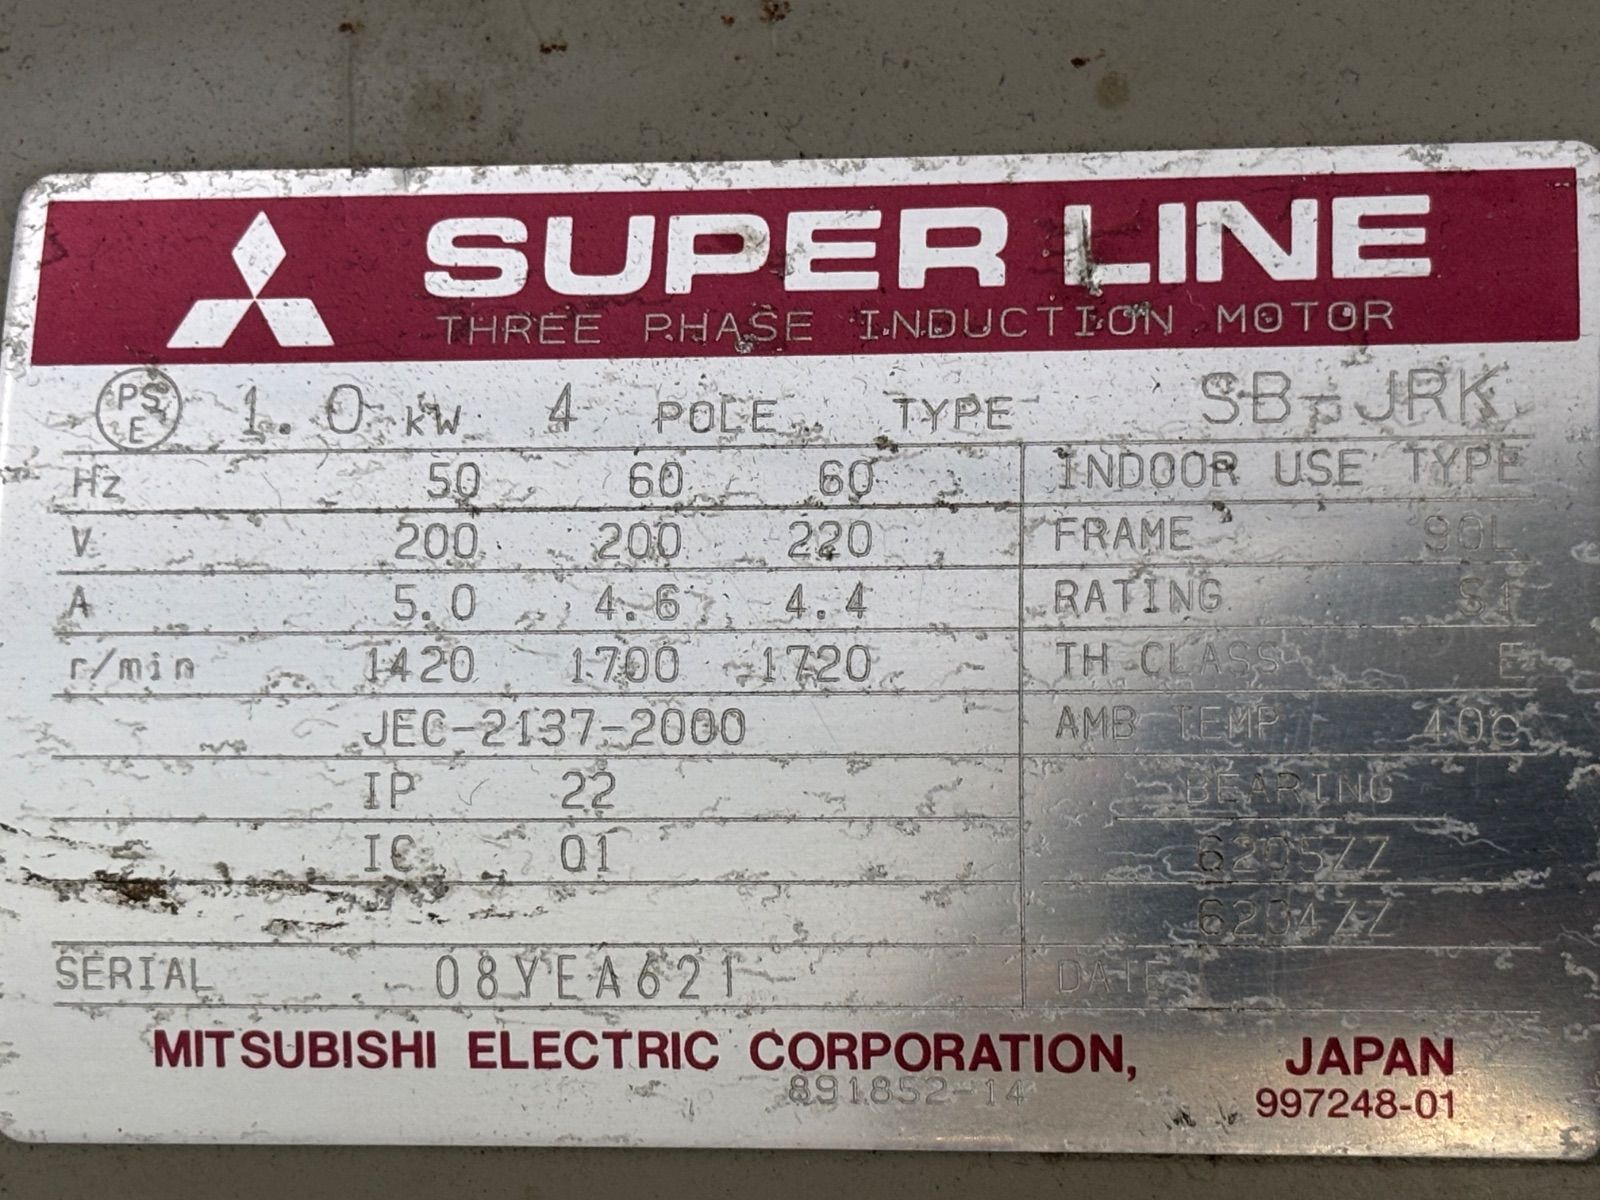 SUPER LINE
THREE PHASE INDUCTION MOTOR
PS E 1.0 kW 4 POLE TYPE SB-JRK
Hz 50 60 60 INDOOR USE TYPE
V 200 200 220 FRAME 90L
A 5.0 4.6 4.4 RATING S1
r/min 1420 1700 1720 TH CLASS E
JEC-2137-2000 AMB TEMP 40°C
IP 22 BEARING
IC 01 6205ZZ
6204ZZ
SERIAL 08YEA621 DATE
MITSUBISHI ELECTRIC CORPORATION, JAPAN
891852-14 997248-01